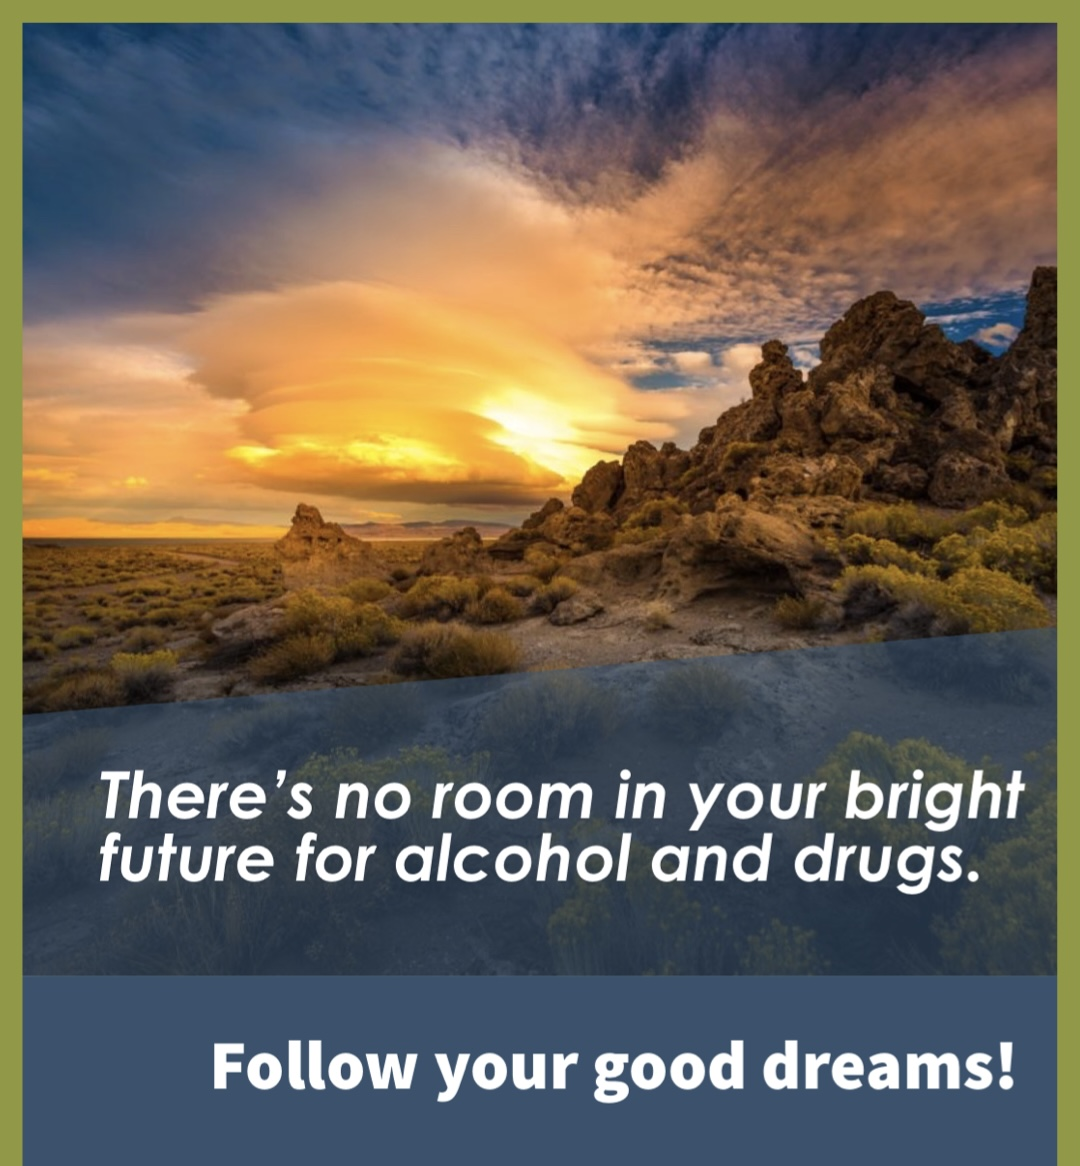 There’s no room in your bright
future for alcohol and drugs.
Follow your good dreams!